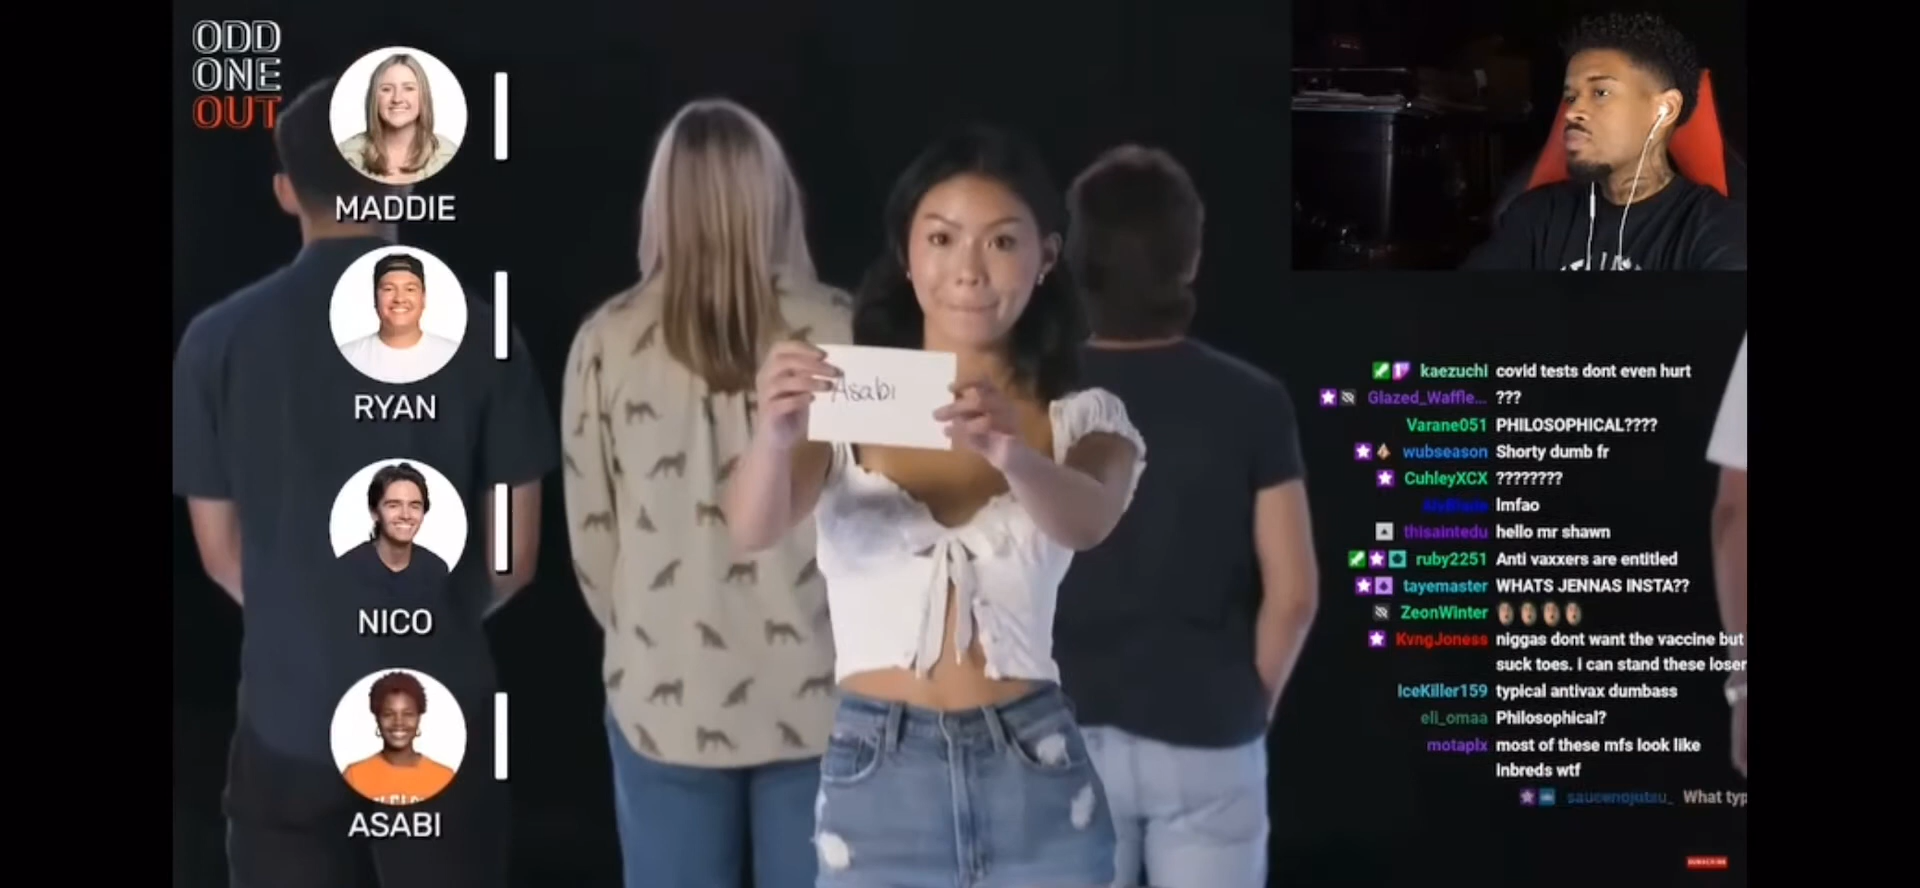 ODD
ONE
OUT
MADDIE
RYAN
NICO
ASABI
Asabi
kaezuchi covid tests dont even hurt
Glazed_Waffle... ???
Varane051 PHILOSOPHICAL????
wubseason Shorty dumb fr
CuhleyXCX ????????
lmfao
thisaintedu hello mr shawn
ruby2251 Anti vaxxers are entitled
tayemaster WHATS JENNAS INSTA??
ZeonWinter
KvngJoness niggas dont want the vaccine but
suck toes. I can stand these loser
IceKiller159 typical antivax dumbass
eli_omaa Philosophical?
motaplx most of these mfs look like
Inbreds wtf
saucenojutsu_ What typ
SUBSCRIBE